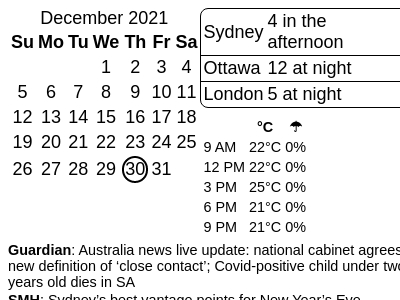 December 2021
Su Mo Tu We Th Fr Sa
1 2 3 4
5 6 7 8 9 10 11
12 13 14 15 16 17 18
19 20 21 22 23 24 25
26 27 28 29 30 31
Sydney 4 in the
afternoon
Ottawa 12 at night
London 5 at night
°C ☂
9 AM 22°C 0%
12 PM 22°C 0%
3 PM 25°C 0%
6 PM 21°C 0%
9 PM 21°C 0%
Guardian: Australia news live update: national cabinet agrees
new definition of ‘close contact’; Covid-positive child under two
years old dies in SA
SMH: Sydney’s best vantage points for New Year’s Eve